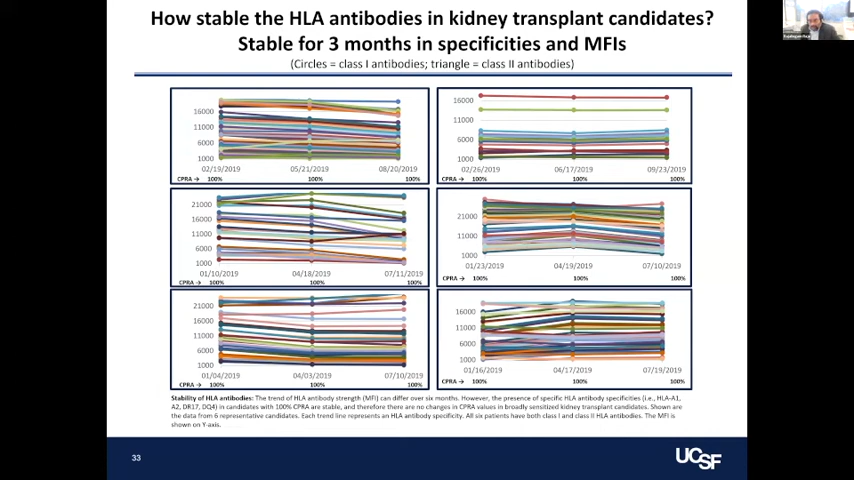 How stable the HLA antibodies in kidney transplant candidates?
Stable for 3 months in specificities and MFIs
(Circles = class I antibodies; triangle = class II antibodies)
16000
11000
6000
1000
02/19/2019 05/21/2019 08/20/2019
CPRA → 100% 100% 100%
16000
11000
6000
1000
02/26/2019 06/17/2019 09/23/2019
CPRA → 100% 100% 100%
21000
16000
11000
6000
1000
01/10/2019 04/18/2019 07/11/2019
CPRA → 100% 100% 100%
21000
11000
1000
01/23/2019 04/19/2019 07/10/2019
CPRA → 100% 100% 100%
21000
16000
11000
6000
1000
01/04/2019 04/03/2019 07/10/2019
CPRA → 100% 100% 100%
16000
11000
6000
1000
01/16/2019 04/17/2019 07/19/2019
CPRA → 100% 100% 100%
Stability of HLA antibodies: The trend of HLA antibody strength (MFI) can differ over six months. However, the presence of specific HLA antibody specificities (i.e., HLA-A1,
A2, DR17, DQ4) in candidates with 100% CPRA are stable, and therefore there are no changes in CPRA values in broadly sensitized kidney transplant candidates. Shown are
the data from 6 representative candidates. Each trend line represents an HLA antibody specificity. All six patients have both class I and class II HLA antibodies. The MFI is
shown on Y-axis.
33
UCSF